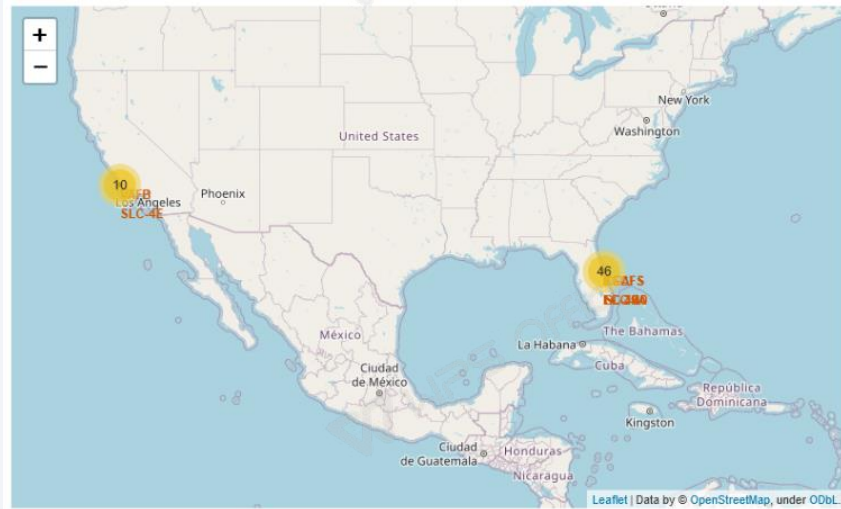 +
−
Ottawa
New York
Washington
United States
10
Los Angeles
Phoenix
SLC-4E
46
The Bahamas
La Habana
Cuba
México
Ciudad
de México
República
Dominicana
Kingston
Ciudad
de Guatemala
Honduras
Nicaragua
Leaflet | Data by © OpenStreetMap, under ODbL.